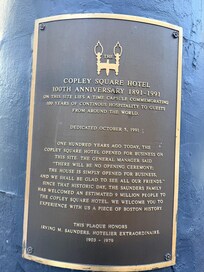 THE
COPLEY SQUARE HOTEL
100TH ANNIVERSARY 1891-1991
ON THIS SITE LIES A TIME CAPSULE COMMEMORATING
100 YEARS OF CONTINOUS HOSPITALITY TO GUESTS
FROM AROUND THE WORLD.
DEDICATED OCTOBER 5, 1991
ONE HUNDRED YEARS AGO TODAY, THE
COPLEY SQUARE HOTEL OPENED FOR BUSINESS ON
THIS SITE. THE GENERAL MANAGER SAID,
"THERE WILL BE NO OPENING CEREMONY,
THE HOUSE IS SIMPLY OPENED FOR BUSINESS,
AND WE SHALL BE GLAD TO SEE ALL OUR FRIENDS."
SINCE THAT HISTORIC DAY, THE SAUNDERS FAMILY
HAS WELCOMED AN ESTIMATED 6 MILLION PEOPLE TO
THE COPLEY SQUARE HOTEL. WE WELCOME YOU TO
EXPERIENCE WITH US A PIECE OF BOSTON HISTORY.
THIS PLAQUE HONORS
IRVING M. SAUNDERS, HOTELIER EXTRAORDINAIRE.